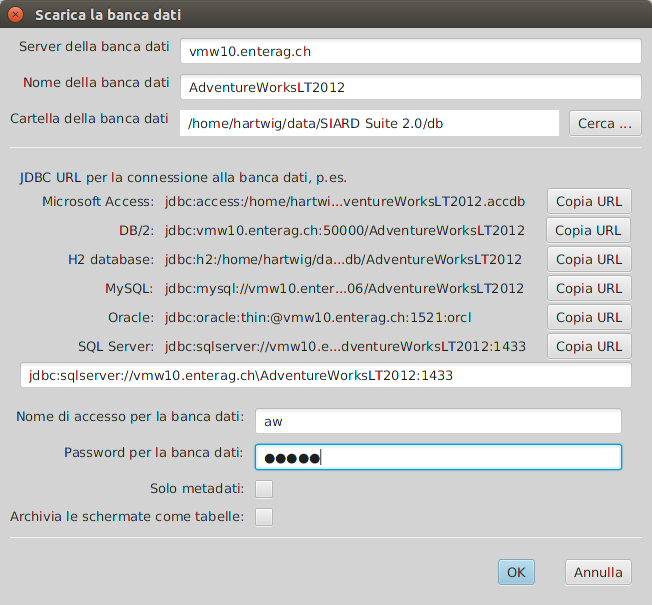 Scarica la banca dati
Server della banca dati vmw10.enterag.ch
Nome della banca dati AdventureWorksLT2012
Cartella della banca dati /home/hartwig/data/SIARD Suite 2.0/db Cerca ...
JDBC URL per la connessione alla banca dati, p.es.
Microsoft Access: jdbc:access:/home/hartwi...ventureWorksLT2012.accdb Copia URL
DB/2: jdbc:vmw10.enterag.ch:50000/AdventureWorksLT2012 Copia URL
H2 database: jdbc:h2:/home/hartwig/da...db/AdventureWorksLT2012 Copia URL
MySQL: jdbc:mysql://vmw10.enter...06/AdventureWorksLT2012 Copia URL
Oracle: jdbc:oracle:thin:@vmw10.enterag.ch:1521:orcl Copia URL
SQL Server: jdbc:sqlserver://vmw10.e...dventureWorksLT2012:1433 Copia URL
jdbc:sqlserver://vmw10.enterag.ch\AdventureWorksLT2012:1433
Nome di accesso per la banca dati: aw
Password per la banca dati: ●●●●●
Solo metadati:
Archivia le schermate come tabelle:
OK Annulla